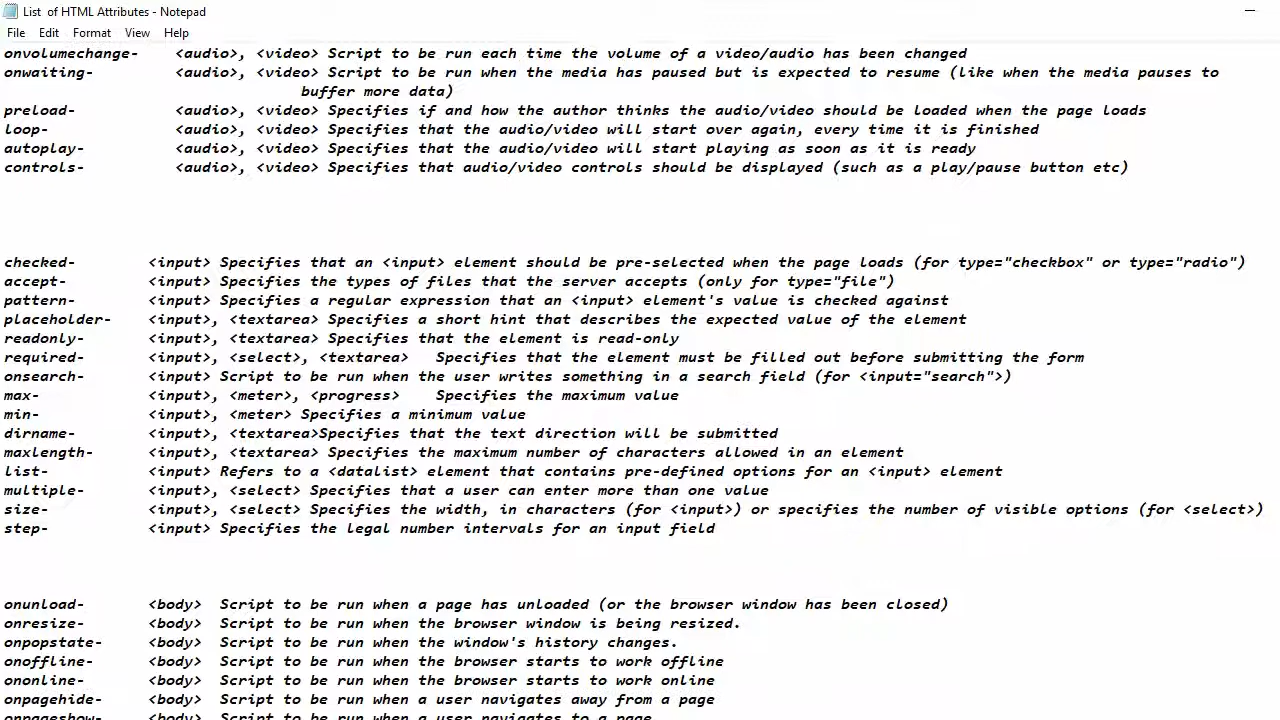 List of HTML Attributes - Notepad
File Edit Format View Help
onvolumechange- <audio>, <video> Script to be run each time the volume of a video/audio has been changed
onwaiting- <audio>, <video> Script to be run when the media has paused but is expected to resume (like when the media pauses to
buffer more data)
preload- <audio>, <video> Specifies if and how the author thinks the audio/video should be loaded when the page loads
loop- <audio>, <video> Specifies that the audio/video will start over again, every time it is finished
autoplay- <audio>, <video> Specifies that the audio/video will start playing as soon as it is ready
controls- <audio>, <video> Specifies that audio/video controls should be displayed (such as a play/pause button etc)
checked- <input> Specifies that an <input> element should be pre-selected when the page loads (for type="checkbox" or type="radio")
accept- <input> Specifies the types of files that the server accepts (only for type="file")
pattern- <input> Specifies a regular expression that an <input> element's value is checked against
placeholder- <input>, <textarea> Specifies a short hint that describes the expected value of the element
readonly- <input>, <textarea> Specifies that the element is read-only
required- <input>, <select>, <textarea> Specifies that the element must be filled out before submitting the form
onsearch- <input> Script to be run when the user writes something in a search field (for <input="search">)
max- <input>, <meter>, <progress> Specifies the maximum value
min- <input>, <meter> Specifies a minimum value
dirname- <input>, <textarea>Specifies that the text direction will be submitted
maxlength- <input>, <textarea> Specifies the maximum number of characters allowed in an element
list- <input> Refers to a <datalist> element that contains pre-defined options for an <input> element
multiple- <input>, <select> Specifies that a user can enter more than one value
size- <input>, <select> Specifies the width, in characters (for <input>) or specifies the number of visible options (for <select>)
step- <input> Specifies the legal number intervals for an input field
onunload- <body> Script to be run when a page has unloaded (or the browser window has been closed)
onresize- <body> Script to be run when the browser window is being resized.
onpopstate- <body> Script to be run when the window's history changes.
onoffline- <body> Script to be run when the browser starts to work offline
ononline- <body> Script to be run when the browser starts to work online
onpagehide- <body> Script to be run when a user navigates away from a page
onpageshow- <body> Script to be run when a user navigates to a page